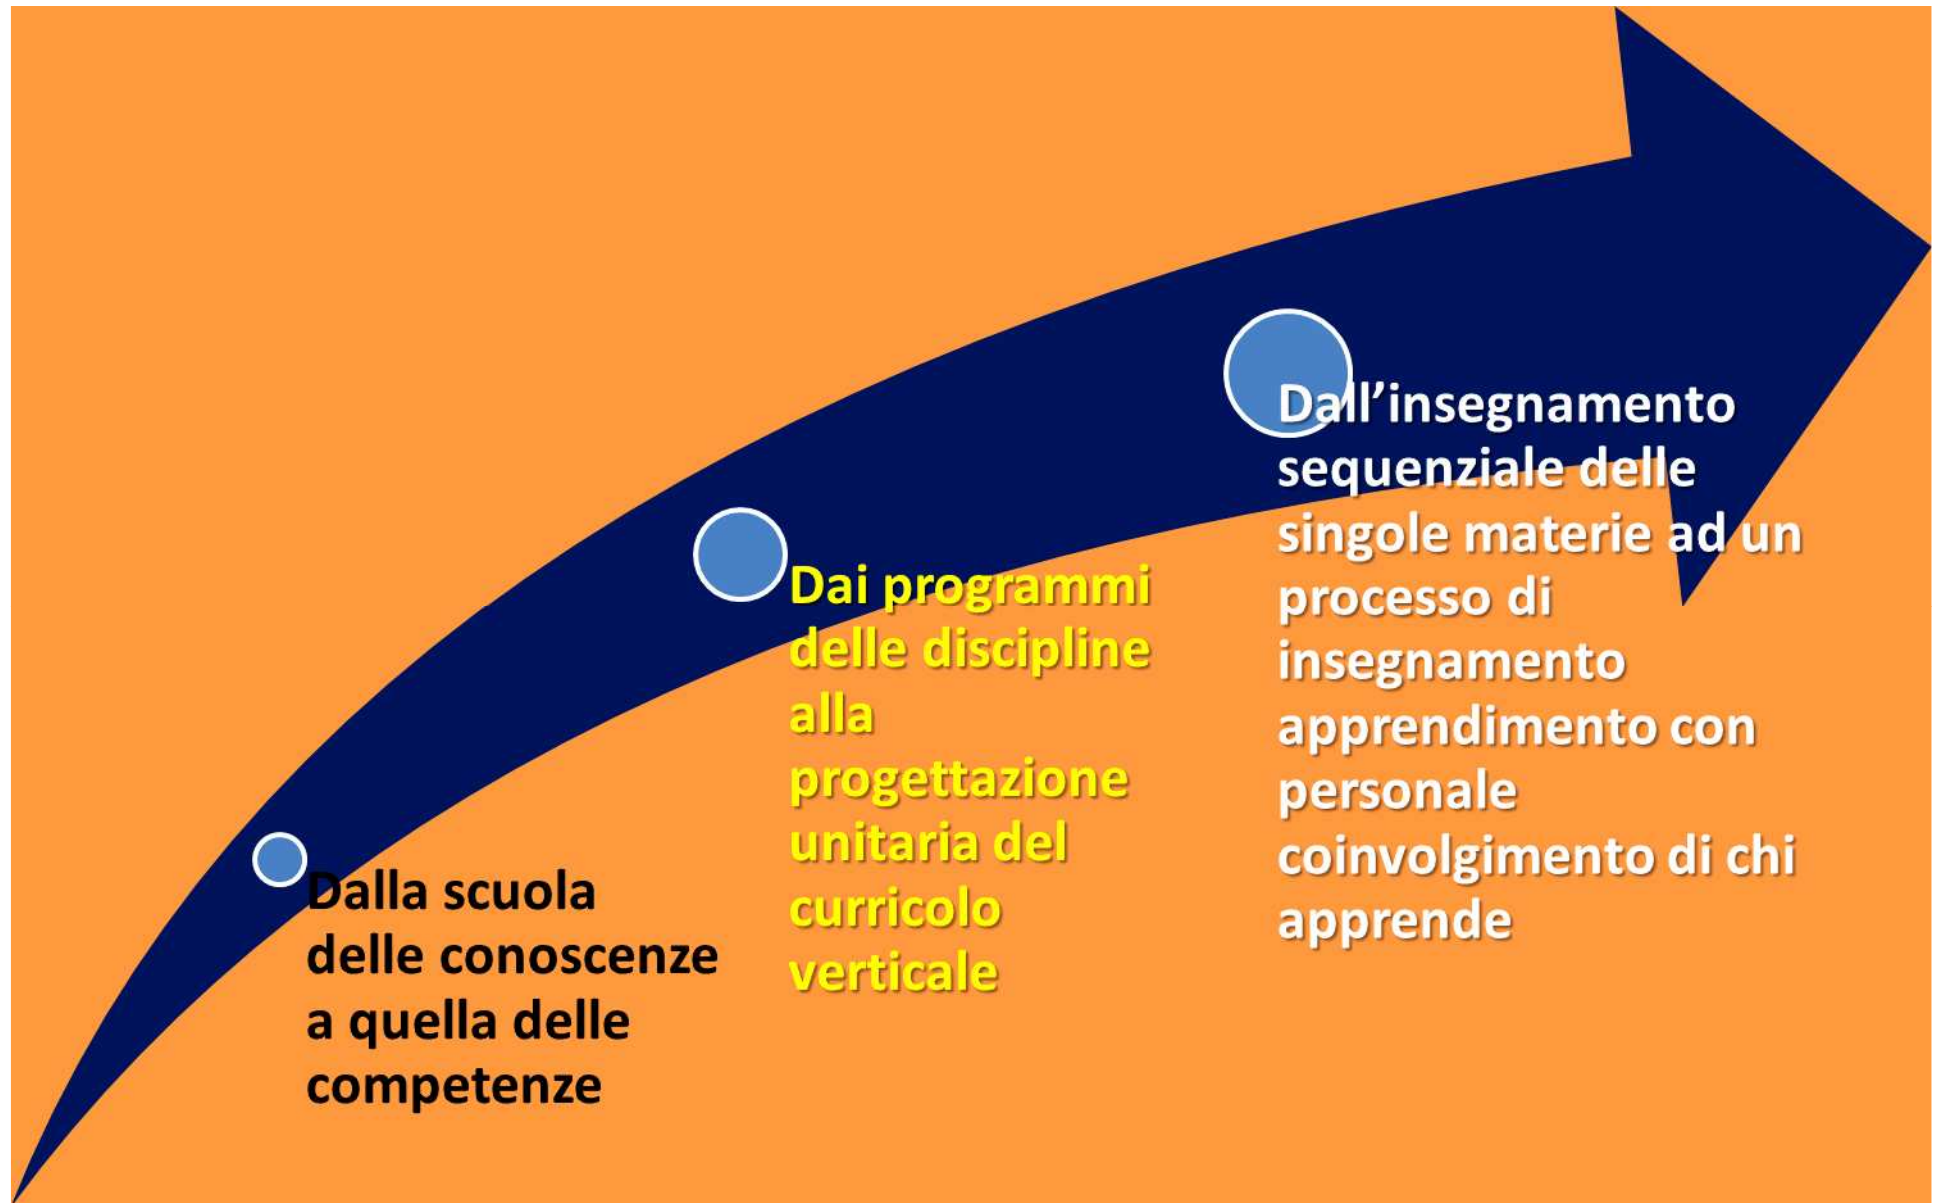 Dalla scuola
delle conoscenze
a quella delle
competenze
Dai programmi
delle discipline
alla
progettazione
unitaria del
curricolo
verticale
Dall’insegnamento
sequenziale delle
singole materie ad un
processo di
insegnamento
apprendimento con
personale
coinvolgimento di chi
apprende